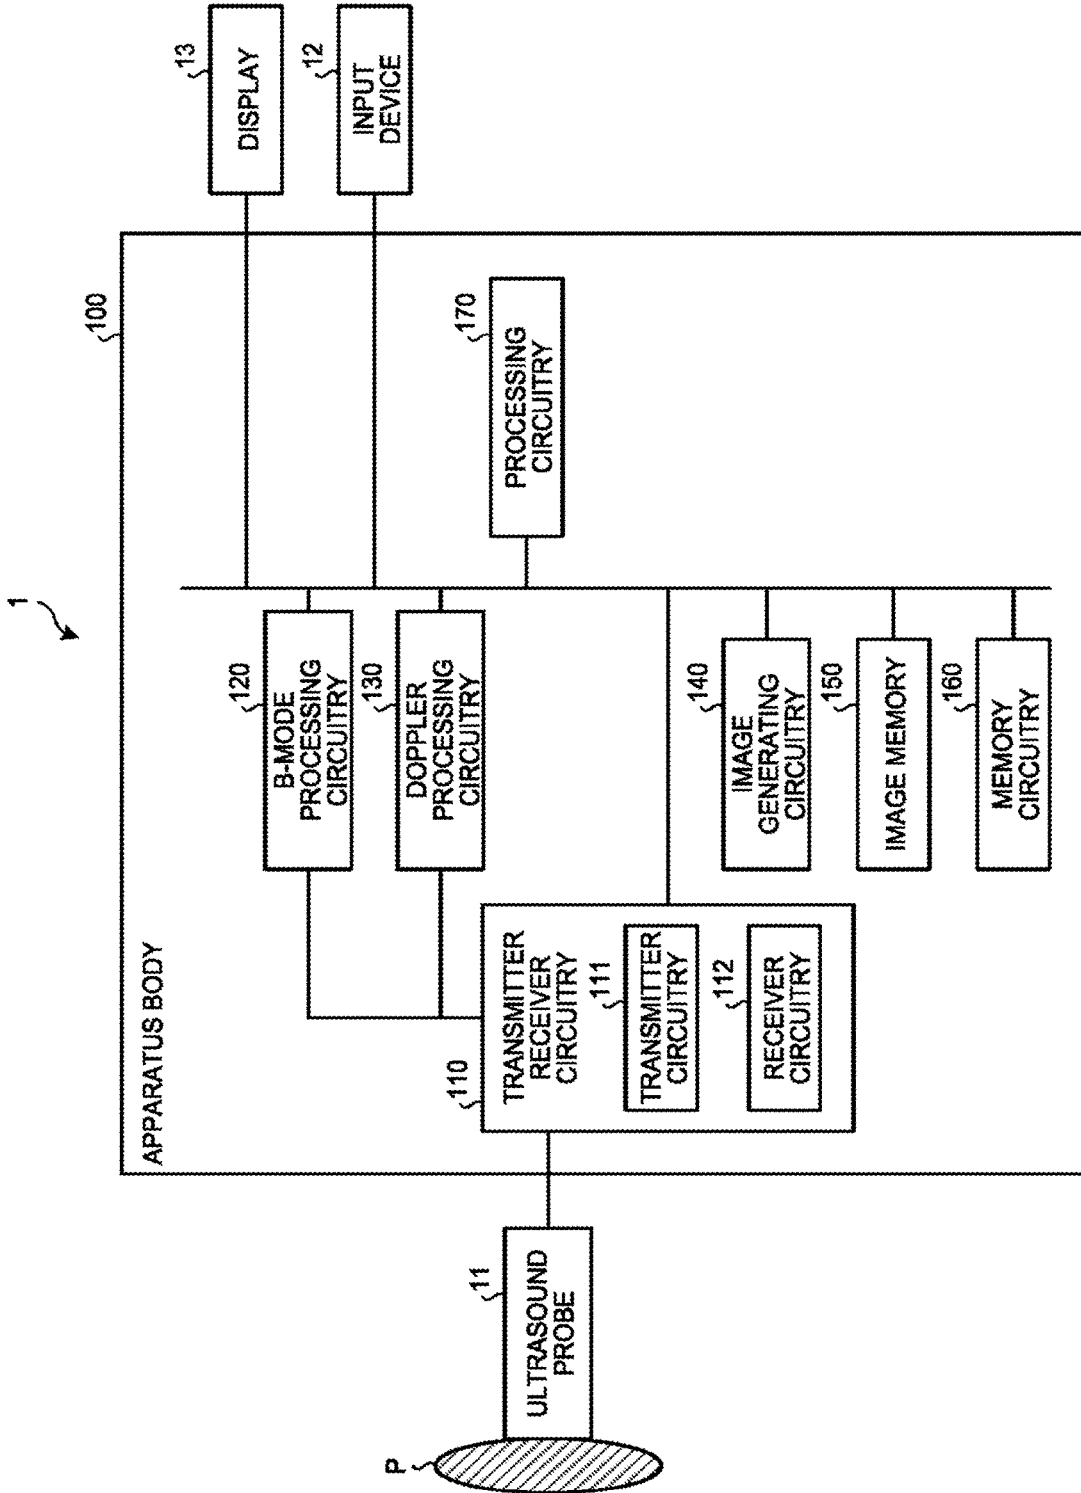 1
100
APPARATUS BODY
P
11
ULTRASOUND
PROBE
110
TRANSMITTER
RECEIVER
CIRCUITRY
111
TRANSMITTER
CIRCUITRY
112
RECEIVER
CIRCUITRY
120
B-MODE
PROCESSING
CIRCUITRY
130
DOPPLER
PROCESSING
CIRCUITRY
140
IMAGE
GENERATING
CIRCUITRY
150
IMAGE MEMORY
160
MEMORY
CIRCUITRY
170
PROCESSING
CIRCUITRY
13
DISPLAY
12
INPUT
DEVICE